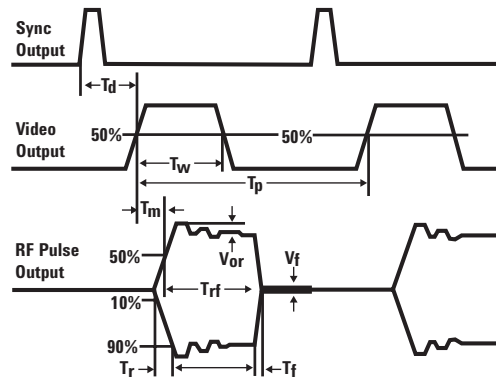 Sync
Output
Td
Video
Output
50%
50%
Tw
Tp
Tm
RF Pulse
Output
50%
Vor
Vf
Trf
10%
90%
Tr
Tf